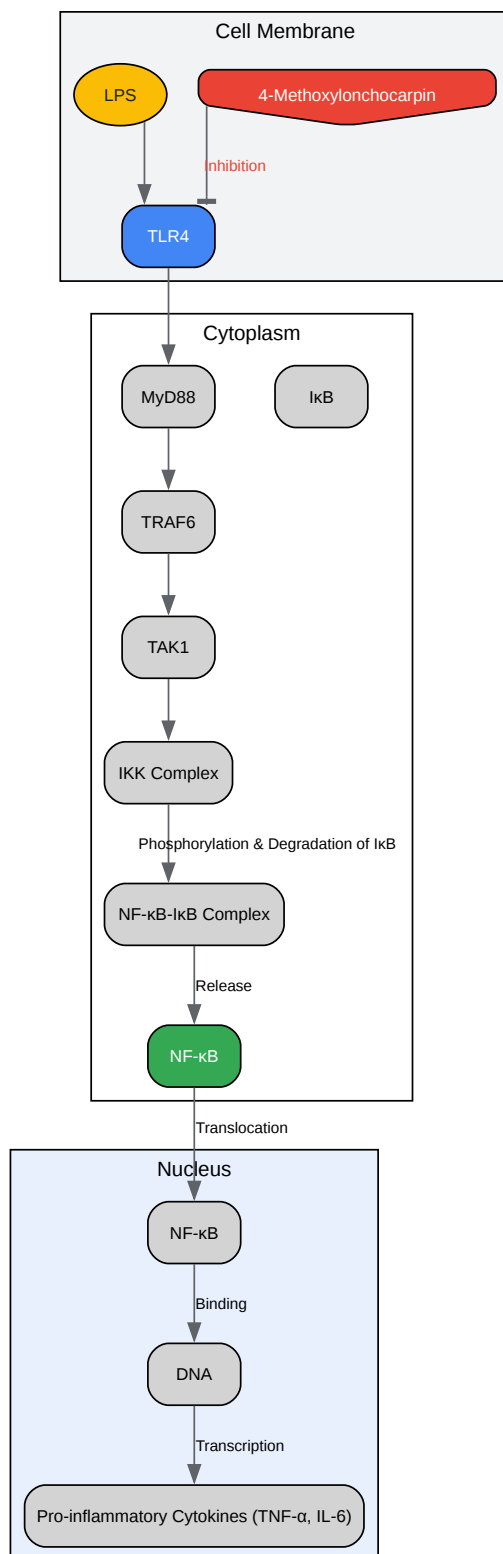 Cell Membrane
LPS
4-Methoxylonchocarpin
Inhibition
TLR4
Cytoplasm
MyD88
IκB
TRAF6
TAK1
IKK Complex
Phosphorylation & Degradation of IκB
NF-κB-IκB Complex
Release
NF-κB
Translocation
Nucleus
NF-κB
Binding
DNA
Transcription
Pro-inflammatory Cytokines (TNF-α, IL-6)